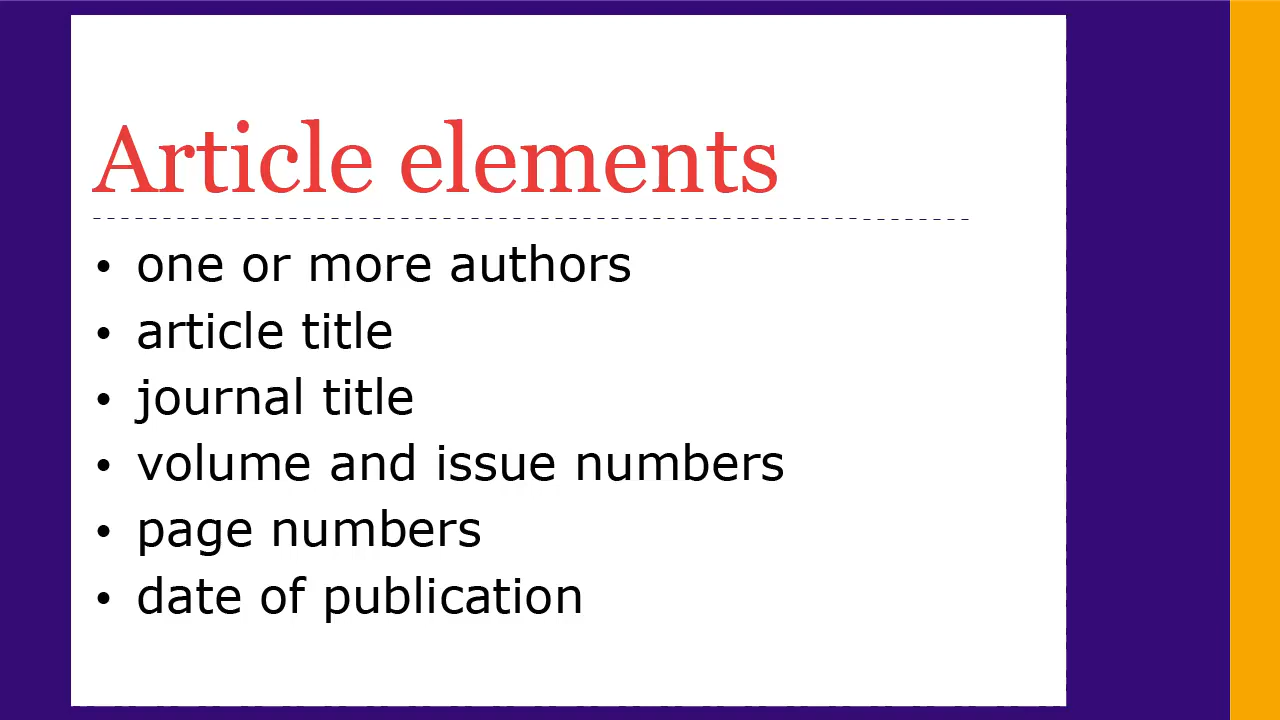 Article elements
• one or more authors
• article title
• journal title
• volume and issue numbers
• page numbers
• date of publication